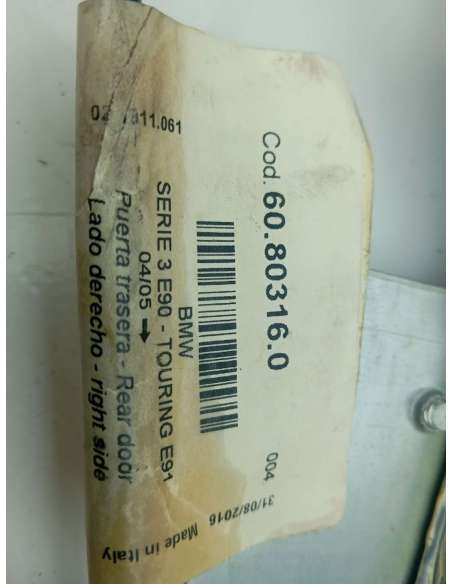 Cod. 60.80316.0
004
31/08/2016 Made in Italy
BMW
SERIE 3 E90 - TOURING E91
04/05 →
Puerta trasera - Rear door
Lado derecho - right side